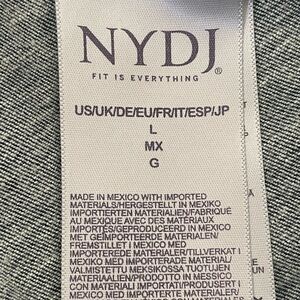 NYDJ®
FIT IS EVERYTHING
US/UK/DE/EU/FR/IT/ESP/JP
L
MX
G
MADE IN MEXICO WITH IMPORTED
MATERIALS/HERGESTELLT IN MEXIKO
IMPORTIERTEN MATERIALIEN/FABRIQUÉ
AU MEXIQUE AVEC DES MATÉRIAUX
IMPORTÉS/GEPRODUCEERD IN MEXICO
MET GEÏMPORTEERDE MATERIALEN/
FREMSTILLET I MEXICO MED
IMPORTEREDE MATERIALER/TILLVERKAT I
MEXIKO MED IMPORTERADE MATERIAL/
VALMISTETTU MEKSIKOSSA TUOTUJEN
MATERIAALIEN/PRODOTTO IN MESSICO
CON MATERIALI IMPORTATI/PRODUSERT I
MEXICO MED IMPORTERTE MATERIALER/